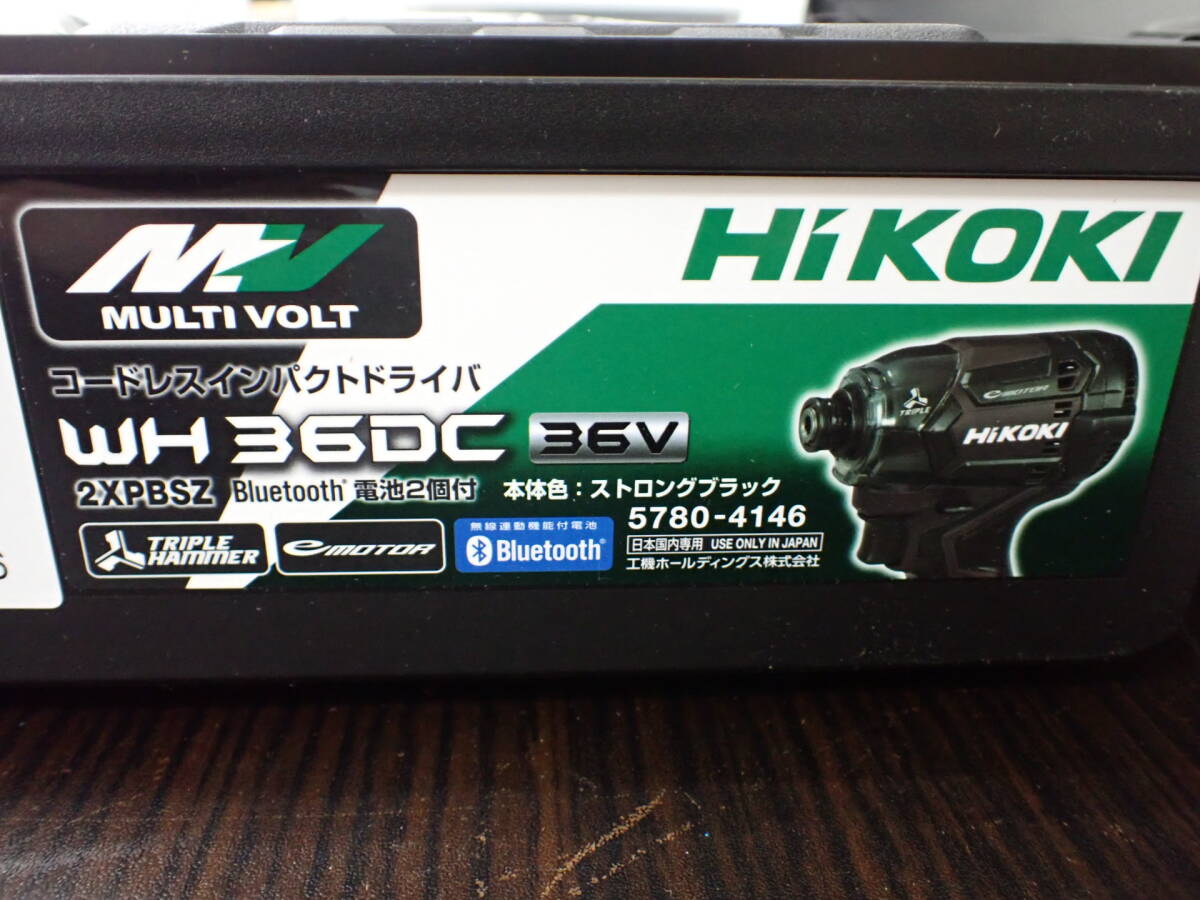 MV
MULTI VOLT
HiKOKI
コードレスインパクトドライバ
WH 36DC 36V
2XPBSZ Bluetooth® 電池2個付 本体色：ストロングブラック
5780-4146
TRIPLE HAMMER
e MOTOR
無線連動機能付電池
Bluetooth®
日本国内専用 USE ONLY IN JAPAN
工機ホールディングス株式会社
e MOTOR
TRIPLE
HiKOKI